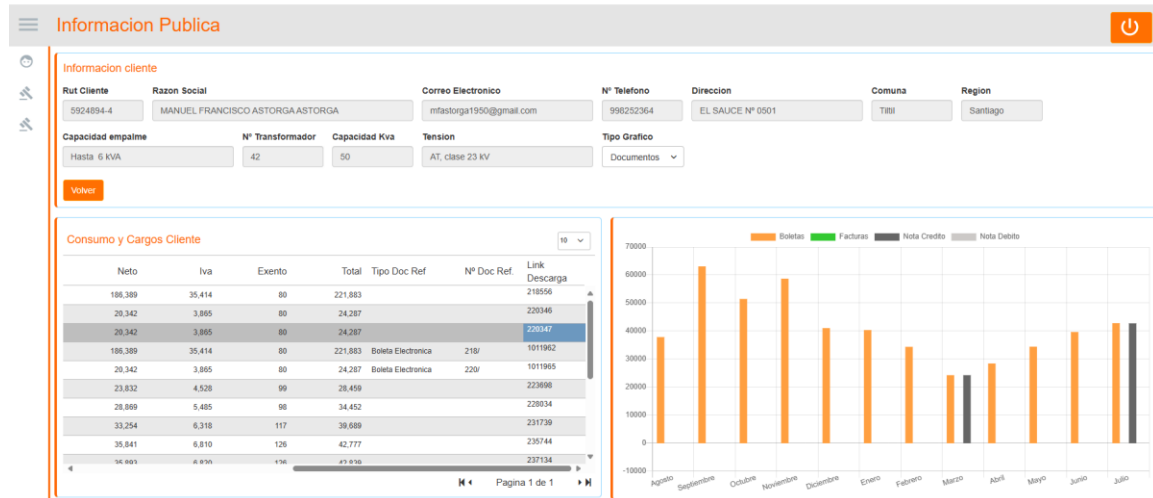 Informacion Publica
Informacion cliente
Rut Cliente Razon Social Correo Electronico Nº Telefono Direccion Comuna Region
5924894-4 MANUEL FRANCISCO ASTORGA ASTORGA mfastorga1950@gmail.com 998252364 EL SAUCE Nº 0501 Tiltil Santiago
Capacidad empalme Nº Transformador Capacidad Kva Tension Tipo Grafico
Hasta 6 kVA 42 50 AT, clase 23 kV Documentos
Volver
Consumo y Cargos Cliente 10
Neto Iva Exento Total Tipo Doc Ref Nº Doc Ref. Link Descarga
186,389 35,414 80 221,883 218556
20,342 3,865 80 24,287 220346
20,342 3,865 80 24,287 220347
186,389 35,414 80 221,883 Boleta Electronica 218/ 1011962
20,342 3,865 80 24,287 Boleta Electronica 220/ 1011965
23,832 4,528 99 28,459 223698
28,869 5,485 98 34,452 228034
33,254 6,318 117 39,689 231739
35,841 6,810 126 42,777 235744
35,893 6,820 126 42,839 237134
Pagina 1 de 1
Boletas Facturas Nota Credito Nota Debito
70000
60000
50000
40000
30000
20000
10000
0
-10000
Agosto Septiembre Octubre Noviembre Diciembre Enero Febrero Marzo Abril Mayo Junio Julio